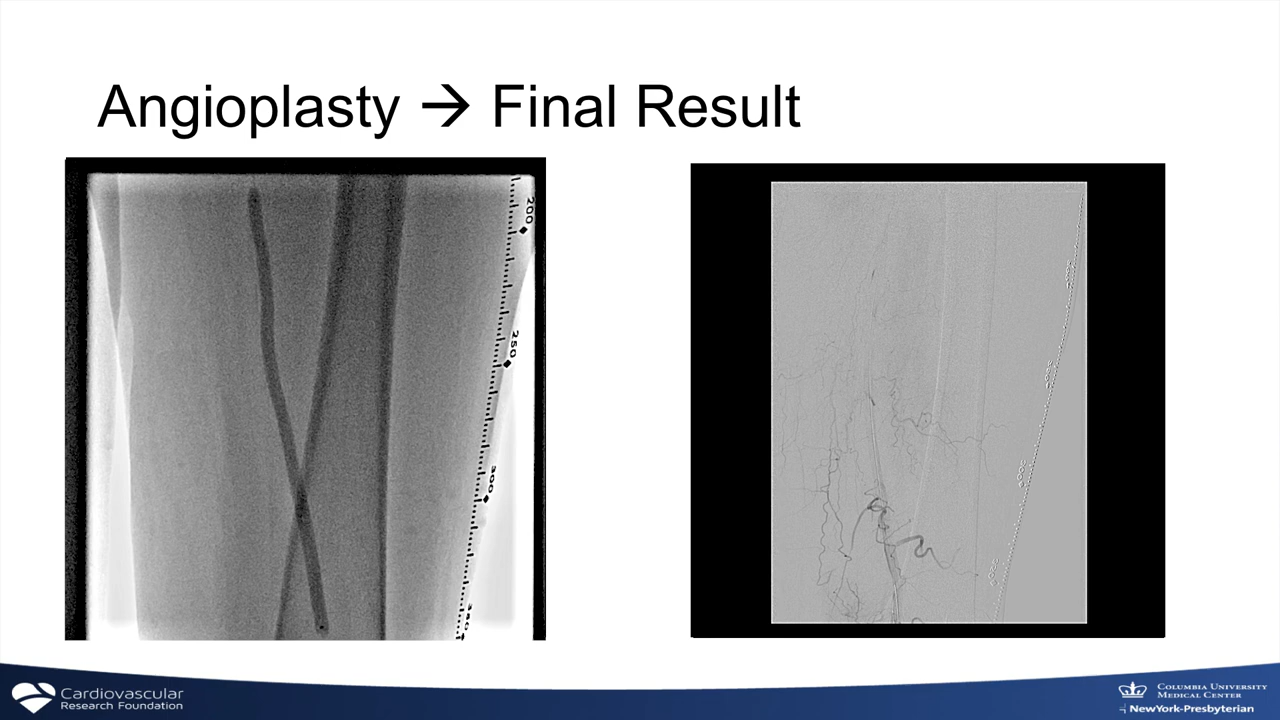 Angioplasty → Final Result
200
250
300
Cardiovascular
Research Foundation
COLUMBIA UNIVERSITY
MEDICAL CENTER
NewYork-Presbyterian